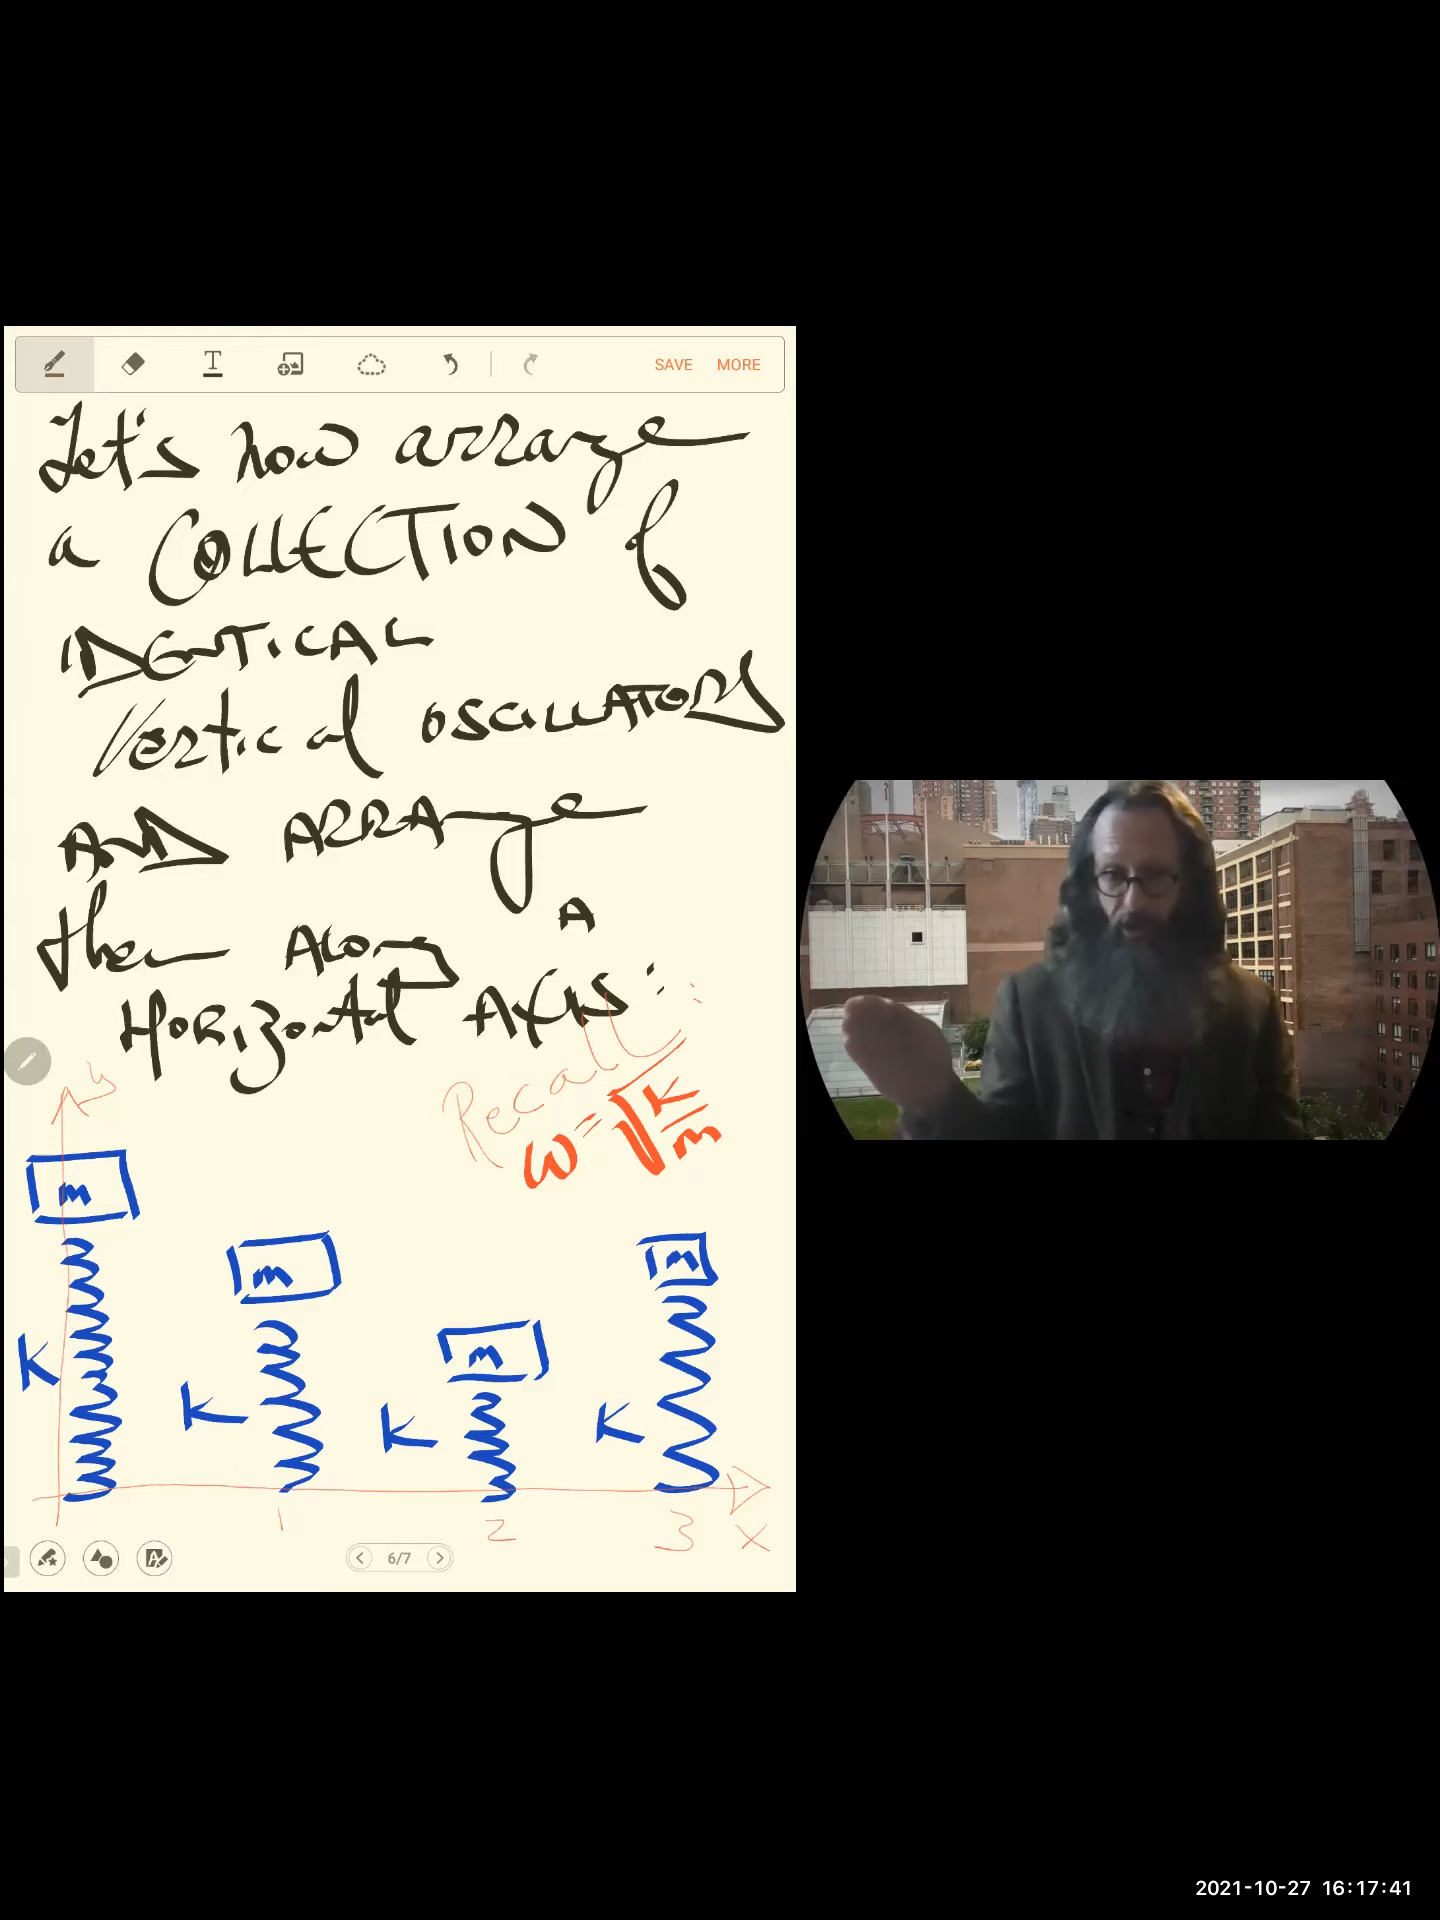 SAVE MORE
Let's now arrange
a COLLECTION of
IDENTICAL
Vertical OSCILLATORY
AND ARRAnge
A
them Along
HORIZontal AXIS:
y
Recall:
ω=√K/m
m
m
m
m
K
K
K
K
1 2 3 X
6/7
2021-10-27 16:17:41